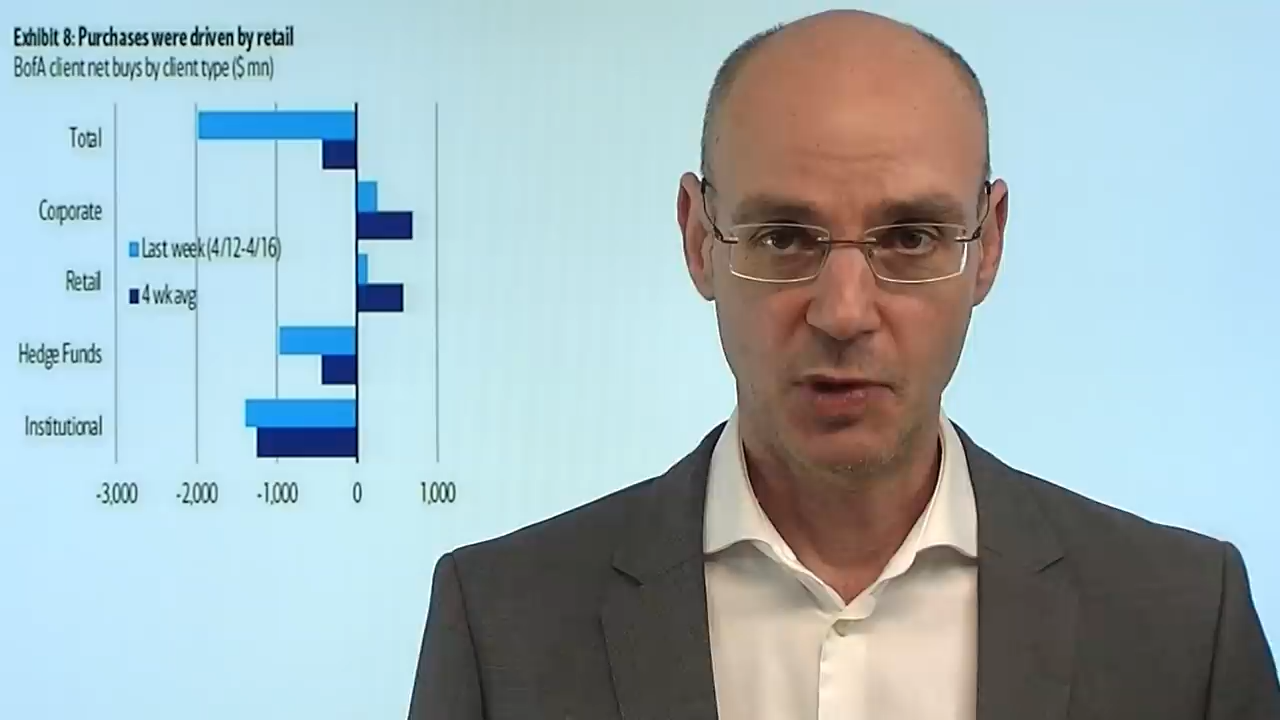 Exhibit 8: Purchases were driven by retail
BofA client net buys by client type ($ mn)
Total
Corporate
Last week (4/12-4/16)
Retail
4 wk avg
Hedge Funds
Institutional
-3,000 -2,000 -1,000 0 1,000